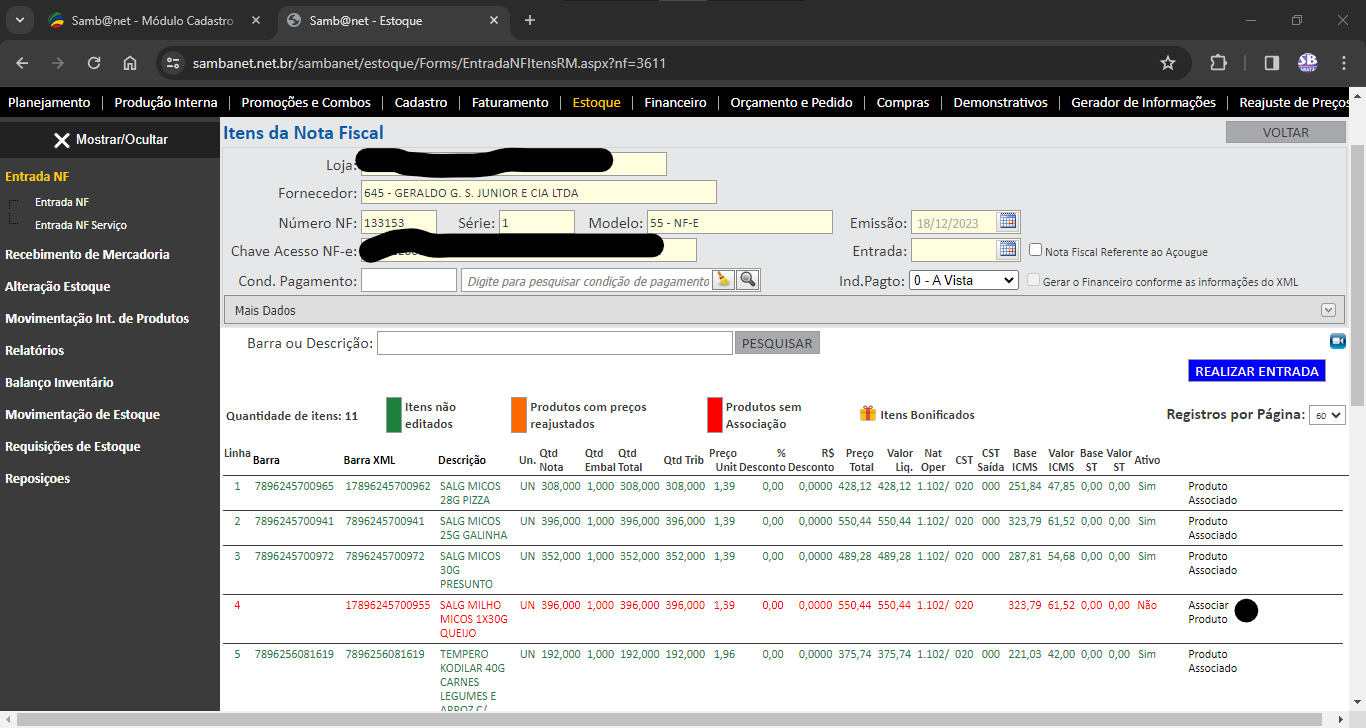 Samb@net - Módulo Cadastro
Samb@net - Estoque
sambanet.net.br/sambanet/estoque/Forms/EntradaNFItensRM.aspx?nf=3611
Planejamento | Produção Interna | Promoções e Combos | Cadastro | Faturamento | Estoque | Financeiro | Orçamento e Pedido | Compras | Demonstrativos | Gerador de Informações | Reajuste de Preços
Mostrar/Ocultar
Entrada NF
Entrada NF
Entrada NF Serviço
Recebimento de Mercadoria
Alteração Estoque
Movimentação Int. de Produtos
Relatórios
Balanço Inventário
Movimentação de Estoque
Requisições de Estoque
Reposiçoes
Itens da Nota Fiscal VOLTAR
Loja:
Fornecedor: 645 - GERALDO G. S. JUNIOR E CIA LTDA
Número NF: 133153 Série: 1 Modelo: 55 - NF-E Emissão: 18/12/2023
Chave Acesso NF-e: Entrada: Nota Fiscal Referente ao Açougue
Cond. Pagamento: Digite para pesquisar condição de pagamento Ind.Pagto: 0 - A Vista Gerar o Financeiro conforme as informações do XML
Mais Dados
Barra ou Descrição: PESQUISAR
REALIZAR ENTRADA
Quantidade de itens: 11 Itens não editados Produtos com preços reajustados Produtos sem Associação Itens Bonificados Registros por Página: 60
Linha Barra Barra XML Descrição Un. Qtd Nota Qtd Embal Qtd Total Qtd Trib Preço Unit % Desconto R$ Desconto Preço Total Valor Liq. Nat Oper CST CST Saída Base ICMS Valor ICMS Base ST Valor ST Ativo
1 7896245700965 17896245700962 SALG MICOS UN 308,000 1,000 308,000 308,000 1,39 0,00 0,0000 428,12 428,12 1.102/ 020 000 251,84 47,85 0,00 0,00 Sim Produto
28G PIZZA Associado
2 7896245700941 7896245700941 SALG MICOS UN 396,000 1,000 396,000 396,000 1,39 0,00 0,0000 550,44 550,44 1.102/ 020 000 323,79 61,52 0,00 0,00 Sim Produto
25G GALINHA Associado
3 7896245700972 7896245700972 SALG MICOS UN 352,000 1,000 352,000 352,000 1,39 0,00 0,0000 489,28 489,28 1.102/ 020 000 287,81 54,68 0,00 0,00 Sim Produto
30G Associado
PRESUNTO
4 17896245700955 SALG MILHO UN 396,000 1,000 396,000 396,000 1,39 0,00 0,0000 550,44 550,44 1.102/ 020 323,79 61,52 0,00 0,00 Não Associar
MICOS 1X30G Produto
QUEIJO
5 7896256081619 7896256081619 TEMPERO UN 192,000 1,000 192,000 192,000 1,96 0,00 0,0000 375,74 375,74 1.102/ 020 000 221,03 42,00 0,00 0,00 Sim Produto
KODILAR 40G Associado
CARNES
LEGUMES E
ARROZ C/